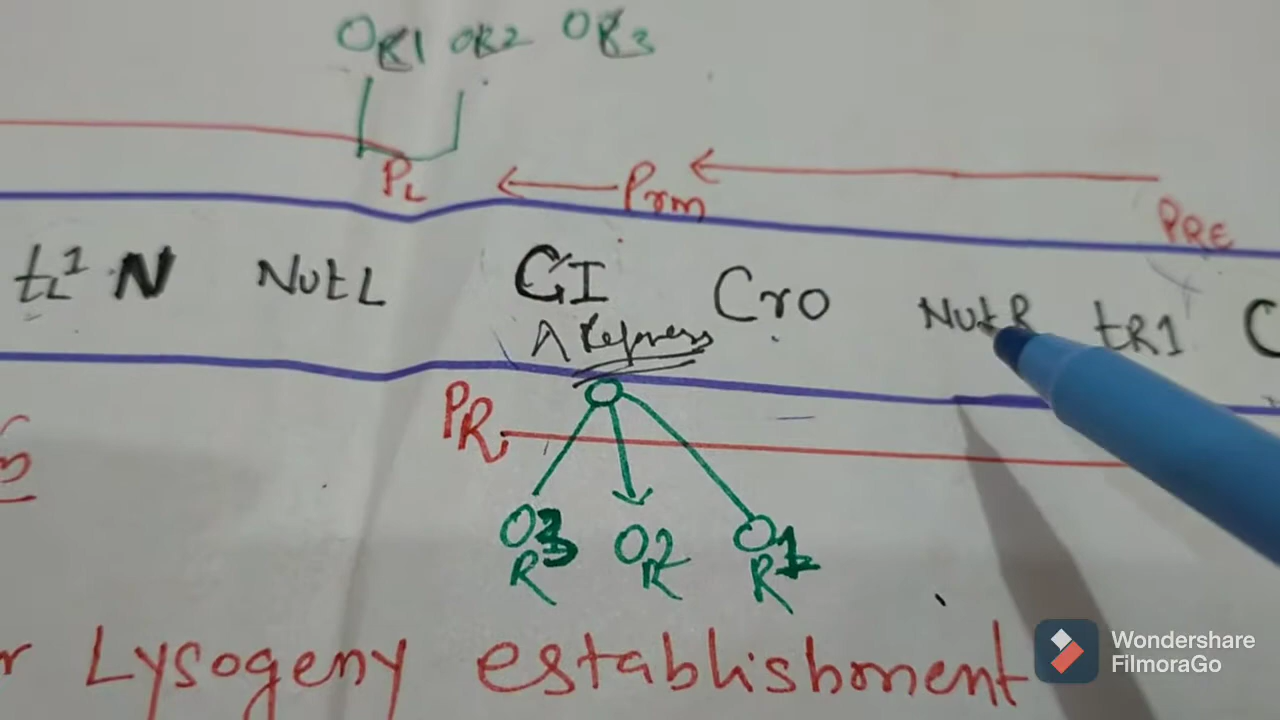 OR1 OR2 OR3
PL
Prm
PRE
tL1 N NutL CI Cro NutR tR1 C
λ Repress
PR
OR3 OR2 OR1
r Lysogeny establishment
Wondershare
FilmoraGo